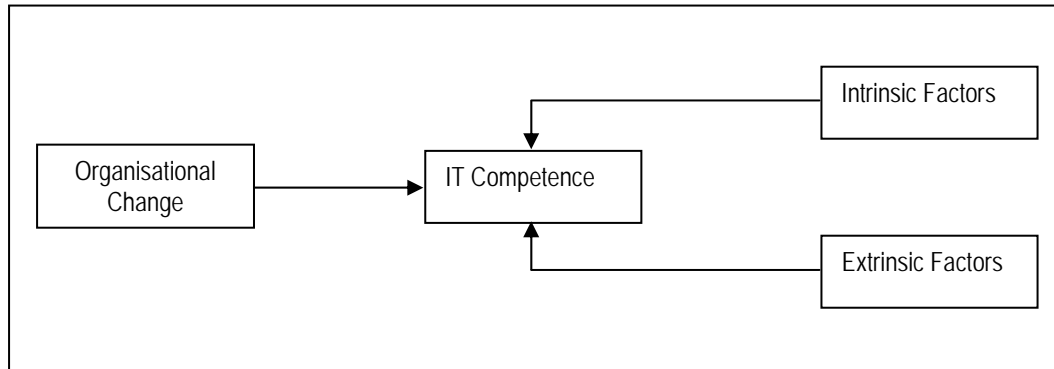 Intrinsic Factors
Organisational
Change
IT Competence
Extrinsic Factors